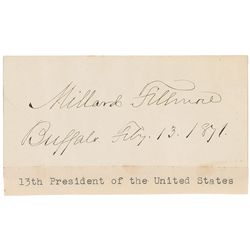 Millard Fillmore
Buffalo Feby. 13. 1871.
13th President of the United States